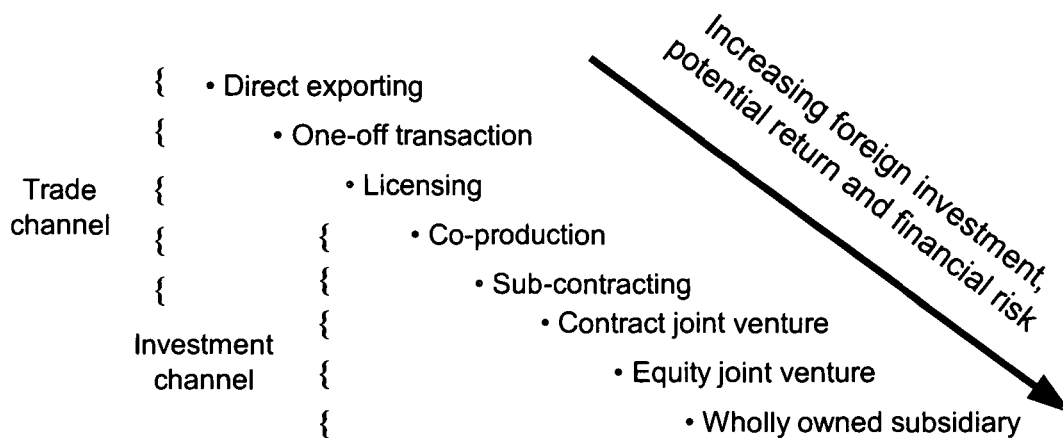 Increasing foreign investment,
potential return and financial risk
{ • Direct exporting
{ • One-off transaction
Trade
channel
{ • Licensing
{ { • Co-production
{ { • Sub-contracting
Investment
channel
{ • Contract joint venture
{ • Equity joint venture
{ • Wholly owned subsidiary